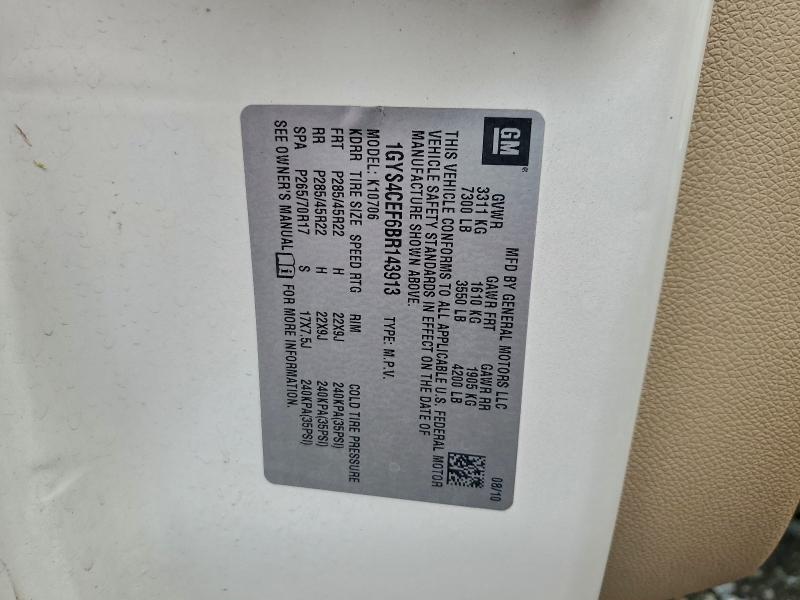 GM®
MFD BY GENERAL MOTORS LLC 08/10
GVWR GAWR FRT GAWR RR
3311 KG 1610 KG 1905 KG
7300 LB 3550 LB 4200 LB
THIS VEHICLE CONFORMS TO ALL APPLICABLE U.S. FEDERAL MOTOR
VEHICLE SAFETY STANDARDS IN EFFECT ON THE DATE OF
MANUFACTURE SHOWN ABOVE.
1GYS4CEF6BR143913 TYPE: M.P.V.
MODEL: K10706
KDRR TIRE SIZE SPEED RTG RIM COLD TIRE PRESSURE
FRT P285/45R22 H 22X9J 240KPA(35PSI)
RR P285/45R22 H 22X9J 240KPA(35PSI)
SPA P265/70R17 S 17X7.5J 240KPA(35PSI)
SEE OWNER'S MANUAL FOR MORE INFORMATION.